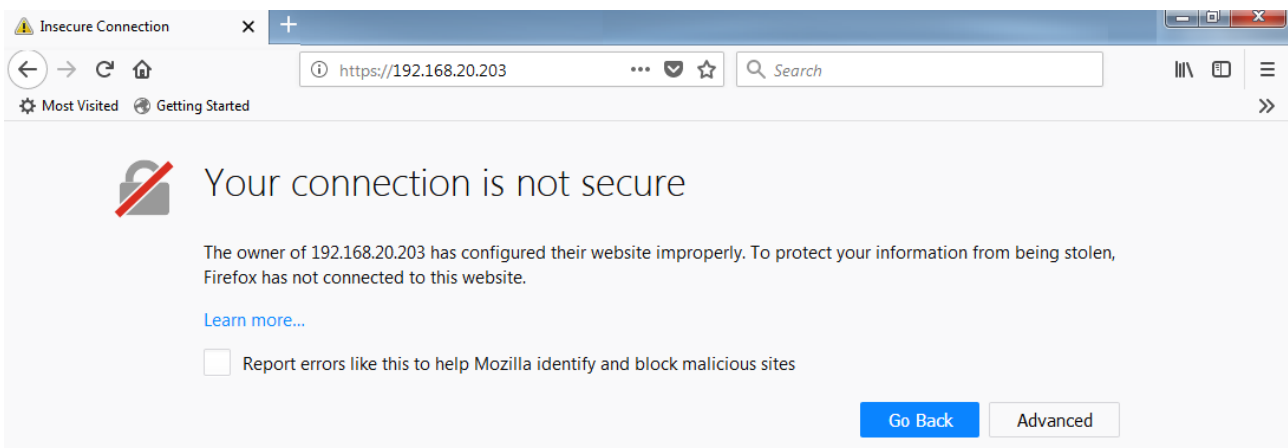 Insecure Connection
https://192.168.20.203
Search
Most Visited Getting Started
Your connection is not secure
The owner of 192.168.20.203 has configured their website improperly. To protect your information from being stolen,
Firefox has not connected to this website.
Learn more...
Report errors like this to help Mozilla identify and block malicious sites
Go Back Advanced